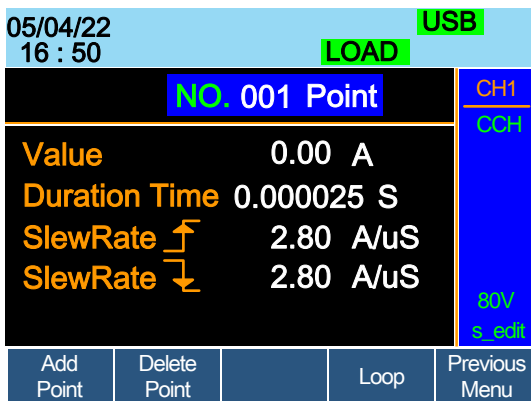 05/04/22
USB
16 : 50
LOAD
NO. 001 Point
CH1
CCH
Value 0.00 A
Duration Time 0.000025 S
SlewRate 2.80 A/uS
SlewRate 2.80 A/uS
80V
s_edit
Add
Point
Delete
Point
Loop
Previous
Menu